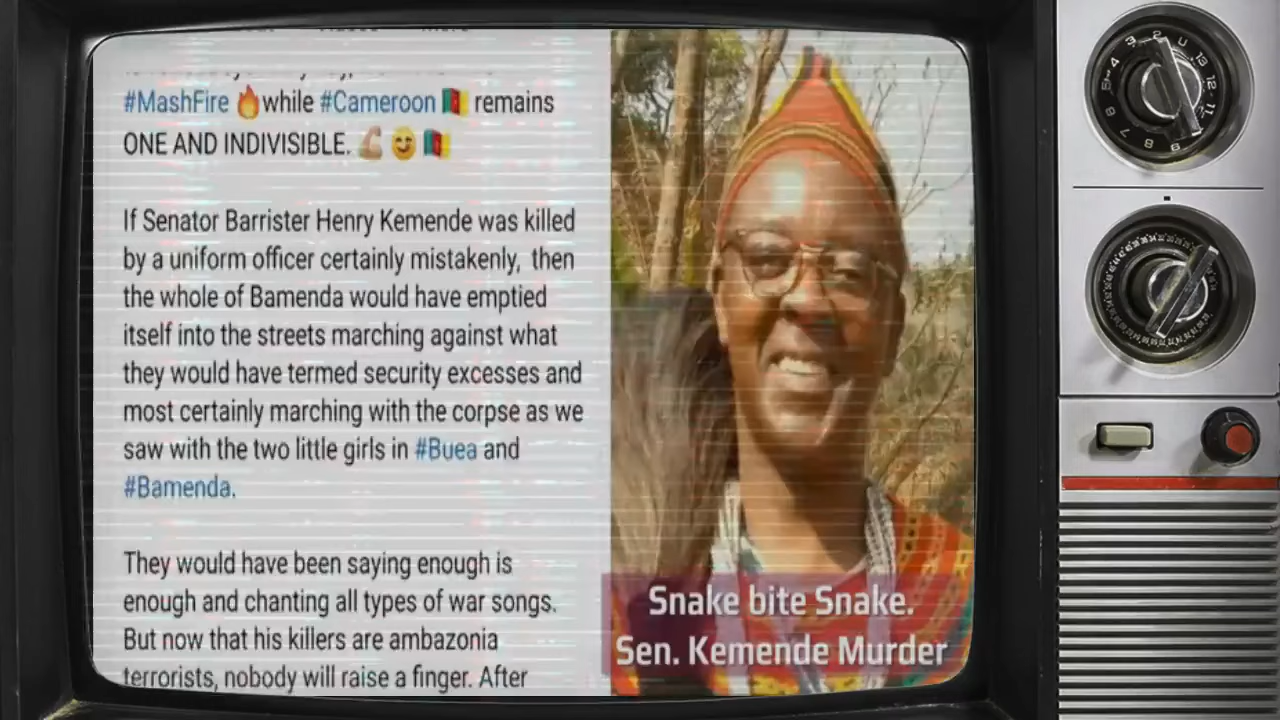 #MashFire 🔥while #Cameroon 🇨🇲 remains
ONE AND INDIVISIBLE. 💪🏼 😄 🇨🇲
If Senator Barrister Henry Kemende was killed
by a uniform officer certainly mistakenly, then
the whole of Bamenda would have emptied
itself into the streets marching against what
they would have termed security excesses and
most certainly marching with the corpse as we
saw with the two little girls in #Buea and
#Bamenda.
They would have been saying enough is
enough and chanting all types of war songs.
But now that his killers are ambazonia
terrorists, nobody will raise a finger. After
Snake bite Snake.
Sen. Kemende Murder